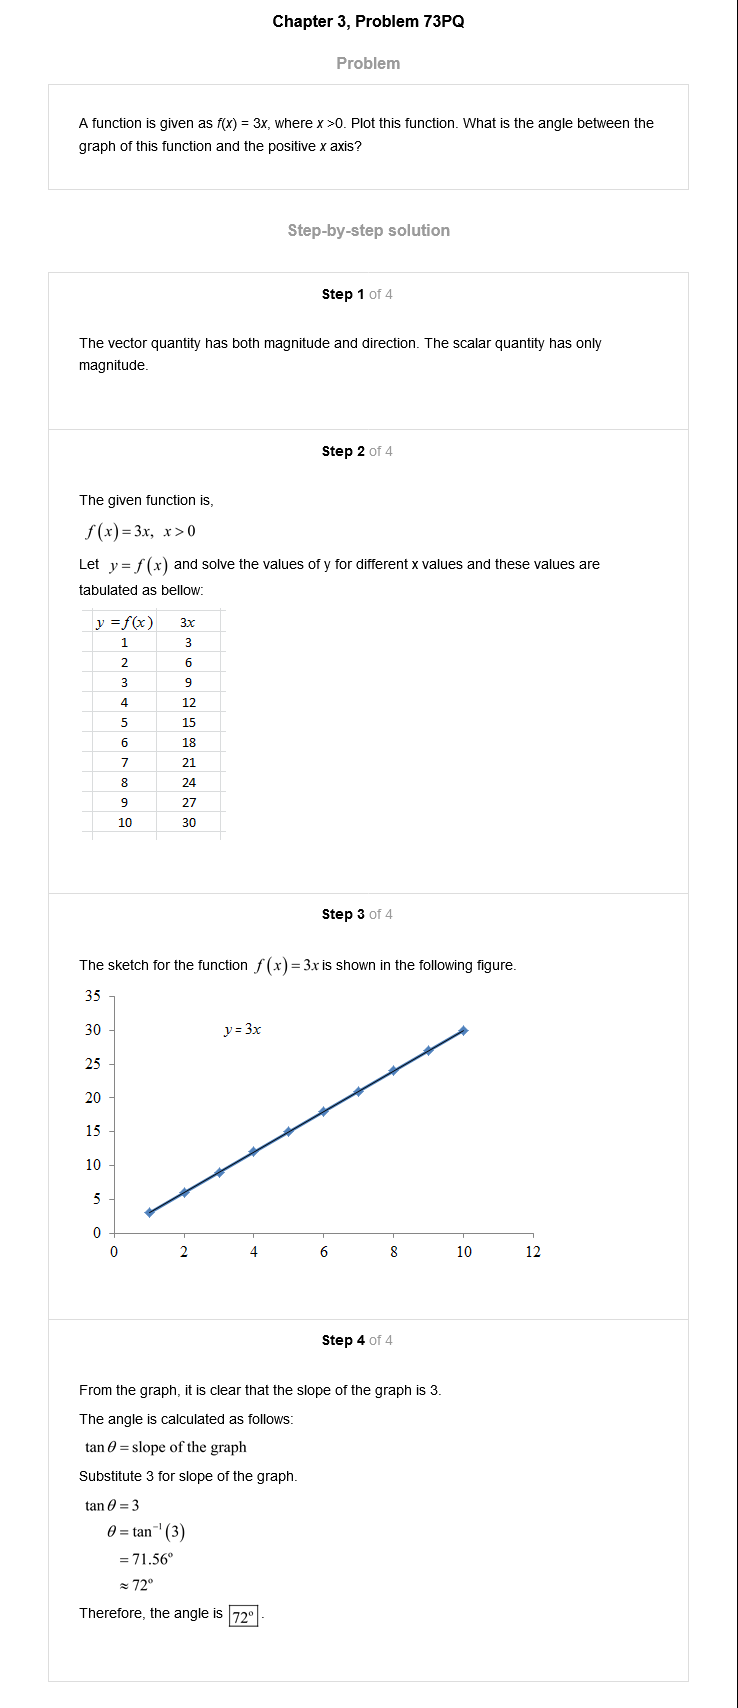 Chapter 3, Problem 73PQ
Problem
A function is given as f(x) = 3x, where x >0. Plot this function. What is the angle between the
graph of this function and the positive x axis?
Step-by-step solution
Step 1 of 4
The vector quantity has both magnitude and direction. The scalar quantity has only
magnitude.
Step 2 of 4
The given function is,
f(x)=3x, x>0
Let y=f(x) and solve the values of y for different x values and these values are
tabulated as bellow:
y =f(x) 3x
1 3
2 6
3 9
4 12
5 15
6 18
7 21
8 24
9 27
10 30
Step 3 of 4
The sketch for the function f(x)=3x is shown in the following figure.
35
30
y = 3x
25
20
15
10
5
0
0 2 4 6 8 10 12
Step 4 of 4
From the graph, it is clear that the slope of the graph is 3.
The angle is calculated as follows:
tan θ = slope of the graph
Substitute 3 for slope of the graph.
tan θ = 3
θ = tan⁻¹(3)
= 71.56°
≈ 72°
Therefore, the angle is 72°.